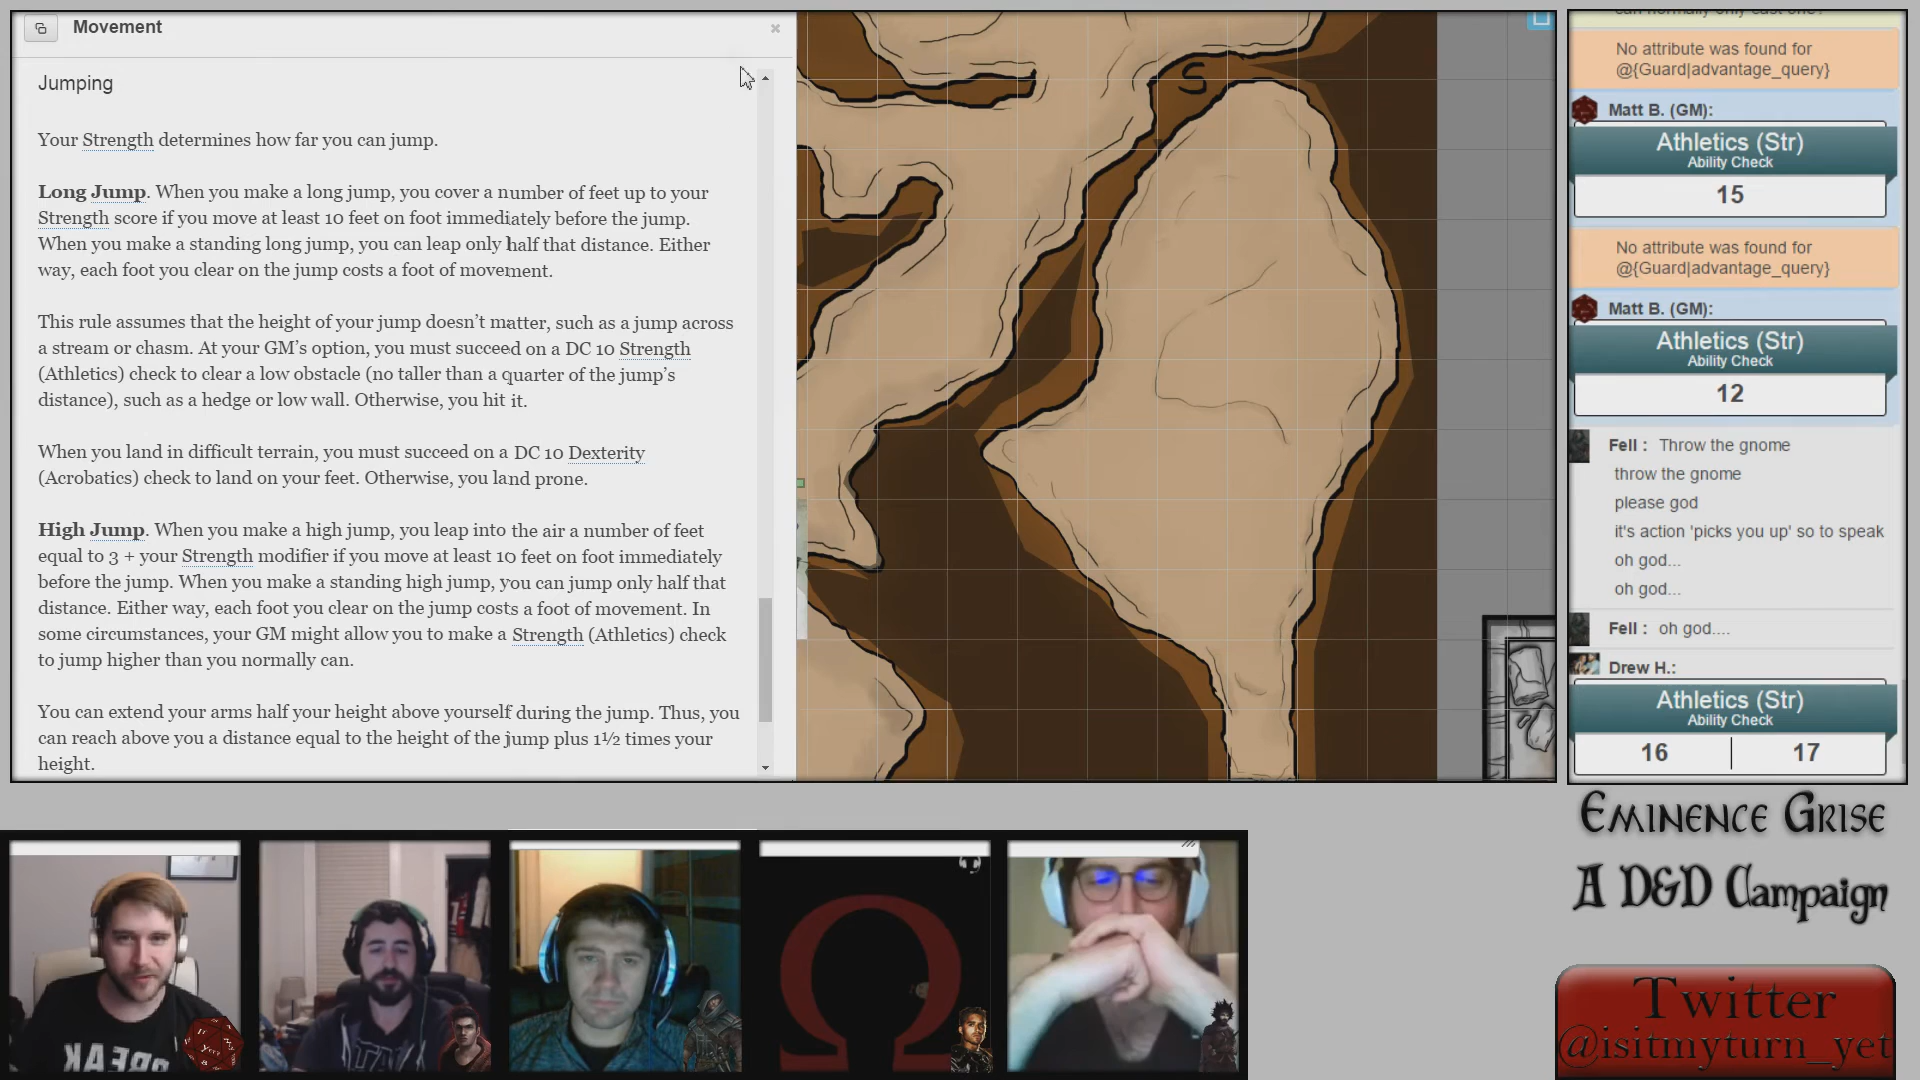 Movement
Jumping
Your Strength determines how far you can jump.
Long Jump. When you make a long jump, you cover a number of feet up to your
Strength score if you move at least 10 feet on foot immediately before the jump.
When you make a standing long jump, you can leap only half that distance. Either
way, each foot you clear on the jump costs a foot of movement.
This rule assumes that the height of your jump doesn't matter, such as a jump across
a stream or chasm. At your GM's option, you must succeed on a DC 10 Strength
(Athletics) check to clear a low obstacle (no taller than a quarter of the jump's
distance), such as a hedge or low wall. Otherwise, you hit it.
When you land in difficult terrain, you must succeed on a DC 10 Dexterity
(Acrobatics) check to land on your feet. Otherwise, you land prone.
High Jump. When you make a high jump, you leap into the air a number of feet
equal to 3 + your Strength modifier if you move at least 10 feet on foot immediately
before the jump. When you make a standing high jump, you can jump only half that
distance. Either way, each foot you clear on the jump costs a foot of movement. In
some circumstances, your GM might allow you to make a Strength (Athletics) check
to jump higher than you normally can.
You can extend your arms half your height above yourself during the jump. Thus, you
can reach above you a distance equal to the height of the jump plus 1½ times your
height.
S
can normally only cast one?
No attribute was found for
@{Guard|advantage_query}
Matt B. (GM):
Athletics (Str)
Ability Check
15
No attribute was found for
@{Guard|advantage_query}
Matt B. (GM):
Athletics (Str)
Ability Check
12
Fell : Throw the gnome
throw the gnome
please god
it's action 'picks you up' so to speak
oh god...
oh god...
Fell : oh god....
Drew H.:
Athletics (Str)
Ability Check
16 17
Eminence Grise
A D&D Campaign
Twitter
@isitmyturn_yet
BREAK
Ω